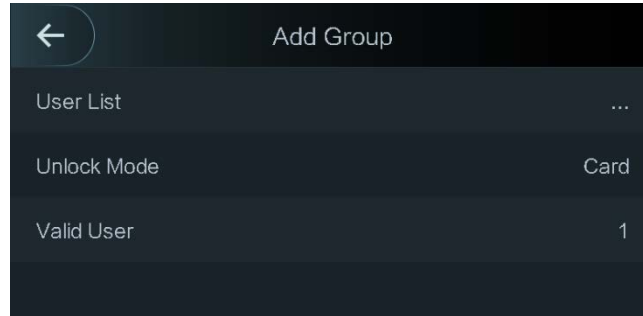 Add Group
User List ...
Unlock Mode Card
Valid User 1